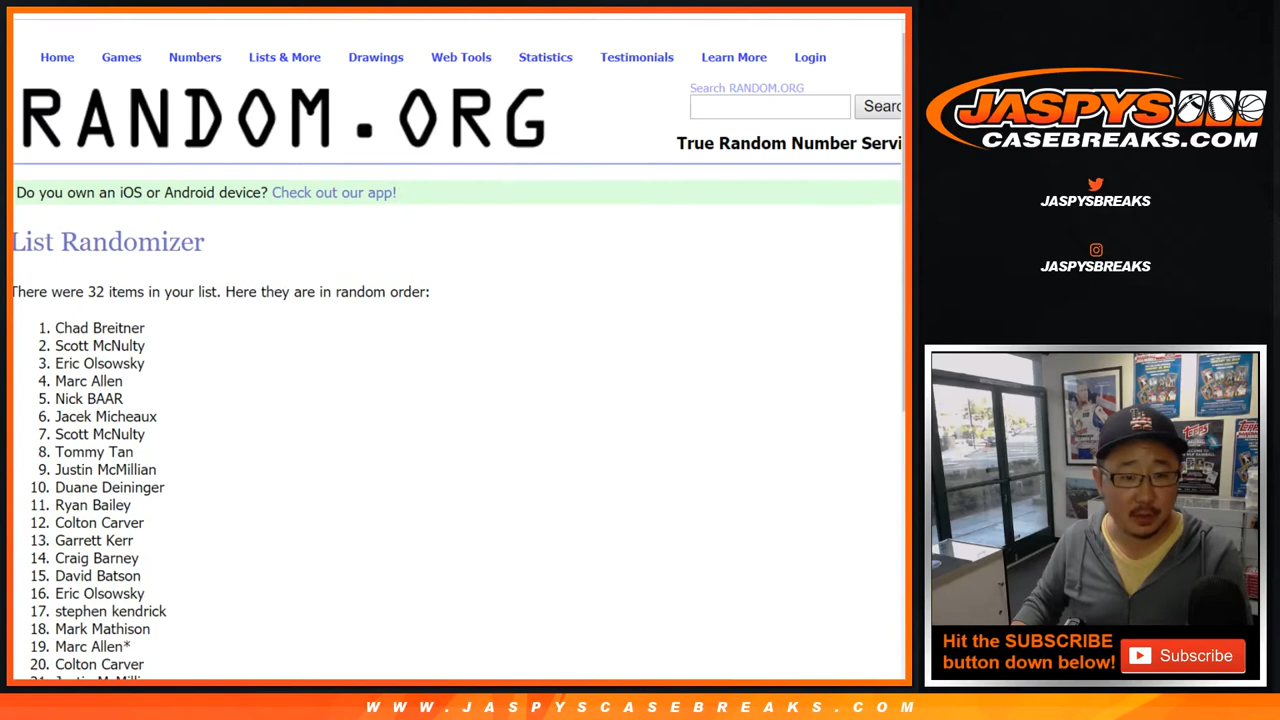 Home Games Numbers Lists & More Drawings Web Tools Statistics Testimonials Learn More Login
Search RANDOM.ORG
RANDOM.ORG
Searc
True Random Number Servi
Do you own an iOS or Android device? Check out our app!
List Randomizer
There were 32 items in your list. Here they are in random order:
1. Chad Breitner
2. Scott McNulty
3. Eric Olsowsky
4. Marc Allen
5. Nick BAAR
6. Jacek Micheaux
7. Scott McNulty
8. Tommy Tan
9. Justin McMillian
10. Duane Deininger
11. Ryan Bailey
12. Colton Carver
13. Garrett Kerr
14. Craig Barney
15. David Batson
16. Eric Olsowsky
17. stephen kendrick
18. Mark Mathison
19. Marc Allen*
20. Colton Carver
JASPYS
CASEBREAKS.COM
JASPYSBREAKS
JASPYSBREAKS
Topps
Hit the SUBSCRIBE
button down below!
Subscribe
WWW.JASPYSCASEBREAKS.COM